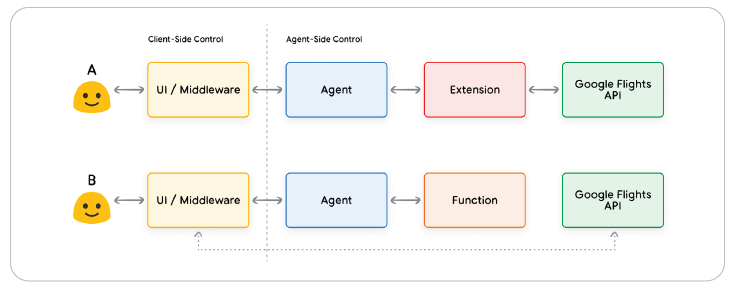 Client-Side Control
Agent-Side Control
A
UI / Middleware
Agent
Extension
Google Flights
API
B
UI / Middleware
Agent
Function
Google Flights
API